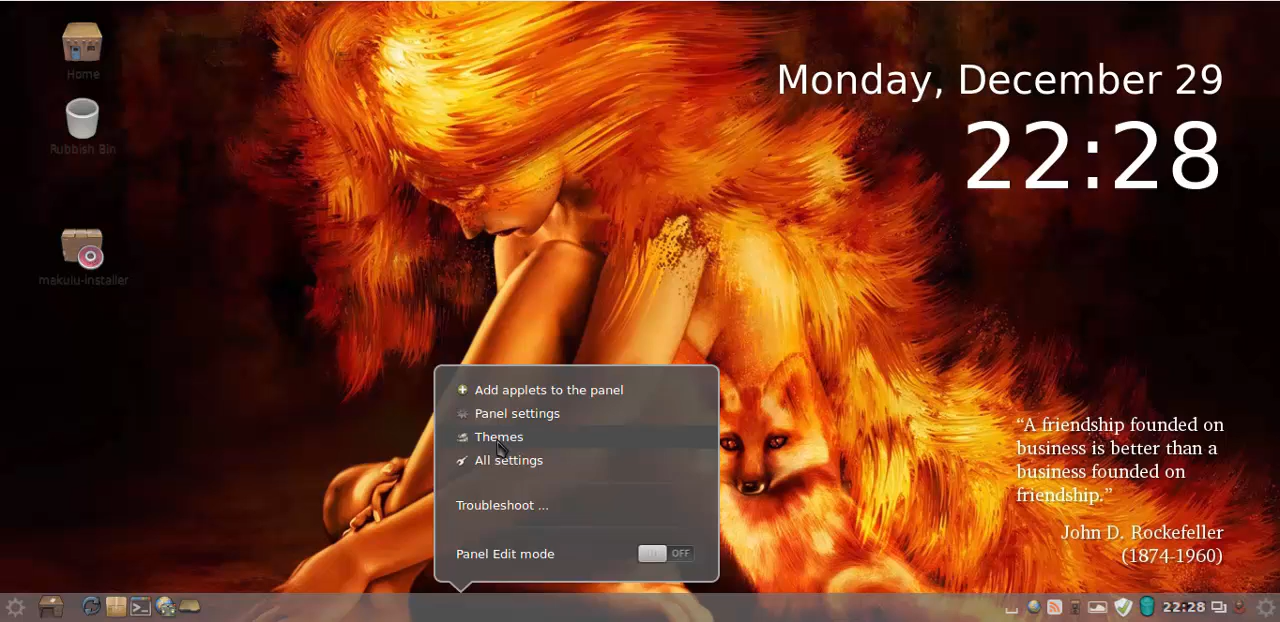 Home
Rubbish Bin
makulu-installer
Monday, December 29
22:28
Add applets to the panel
Panel settings
Themes
All settings
Troubleshoot ...
Panel Edit mode
OFF
“A friendship founded on
business is better than a
business founded on
friendship.”
John D. Rockefeller
(1874-1960)
22:28